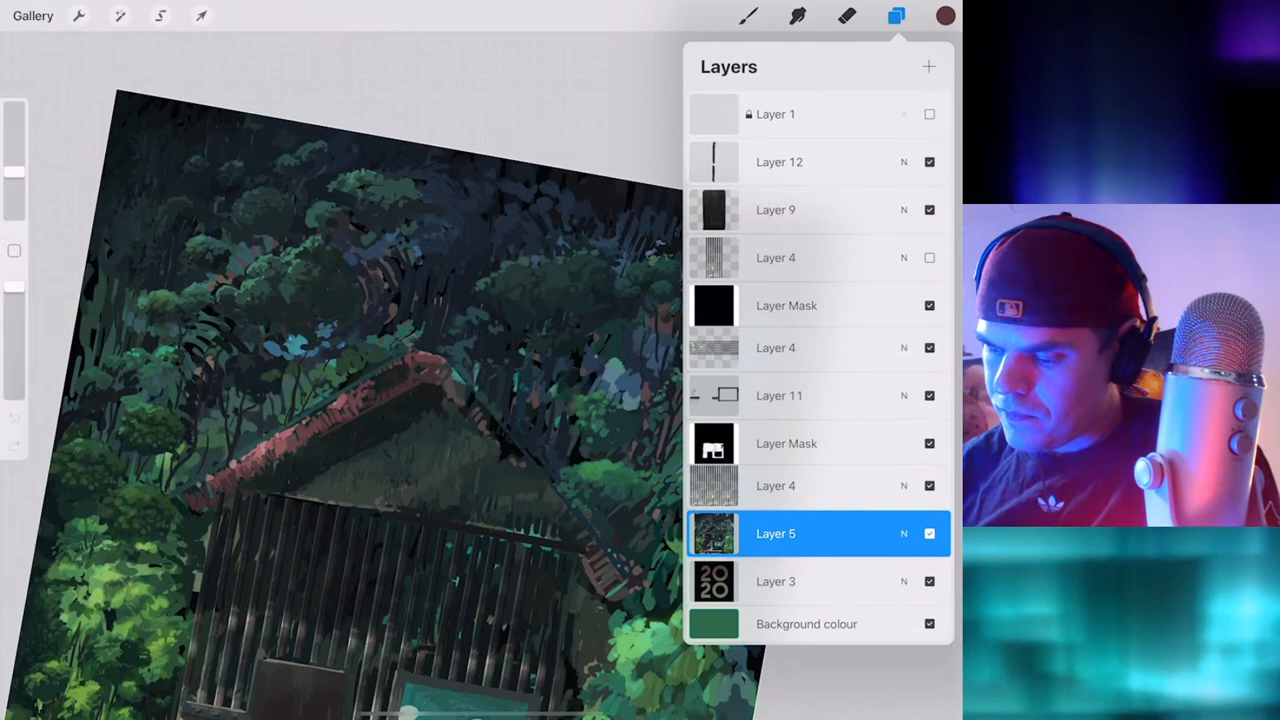 Gallery
Layers
Layer 1
Layer 12 N
Layer 9 N
Layer 4 N
Layer Mask
Layer 4 N
Layer 11 N
Layer Mask
Layer 4 N
Layer 5 N
20
20
Layer 3 N
Background colour